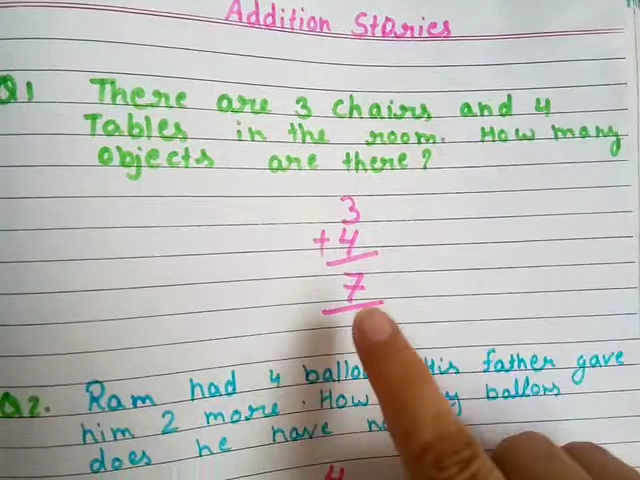 Addition Stories
Q1 There are 3 chairs and 4
Tables in the room. How many
objects are there?
3
+ 4
7
Q2. Ram had 4 His father gave
him 2 more. How ballons
does he have
4